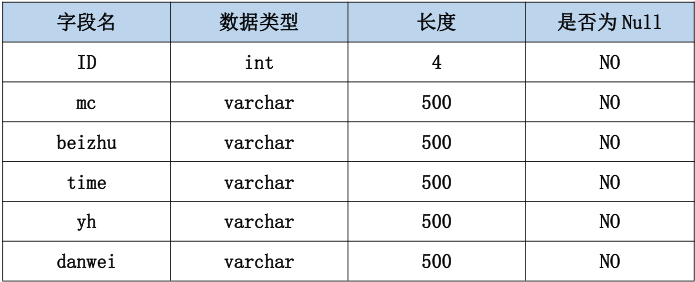 字段名 数据类型 长度 是否为 Null
ID int 4 NO
mc varchar 500 NO
beizhu varchar 500 NO
time varchar 500 NO
yh varchar 500 NO
danwei varchar 500 NO